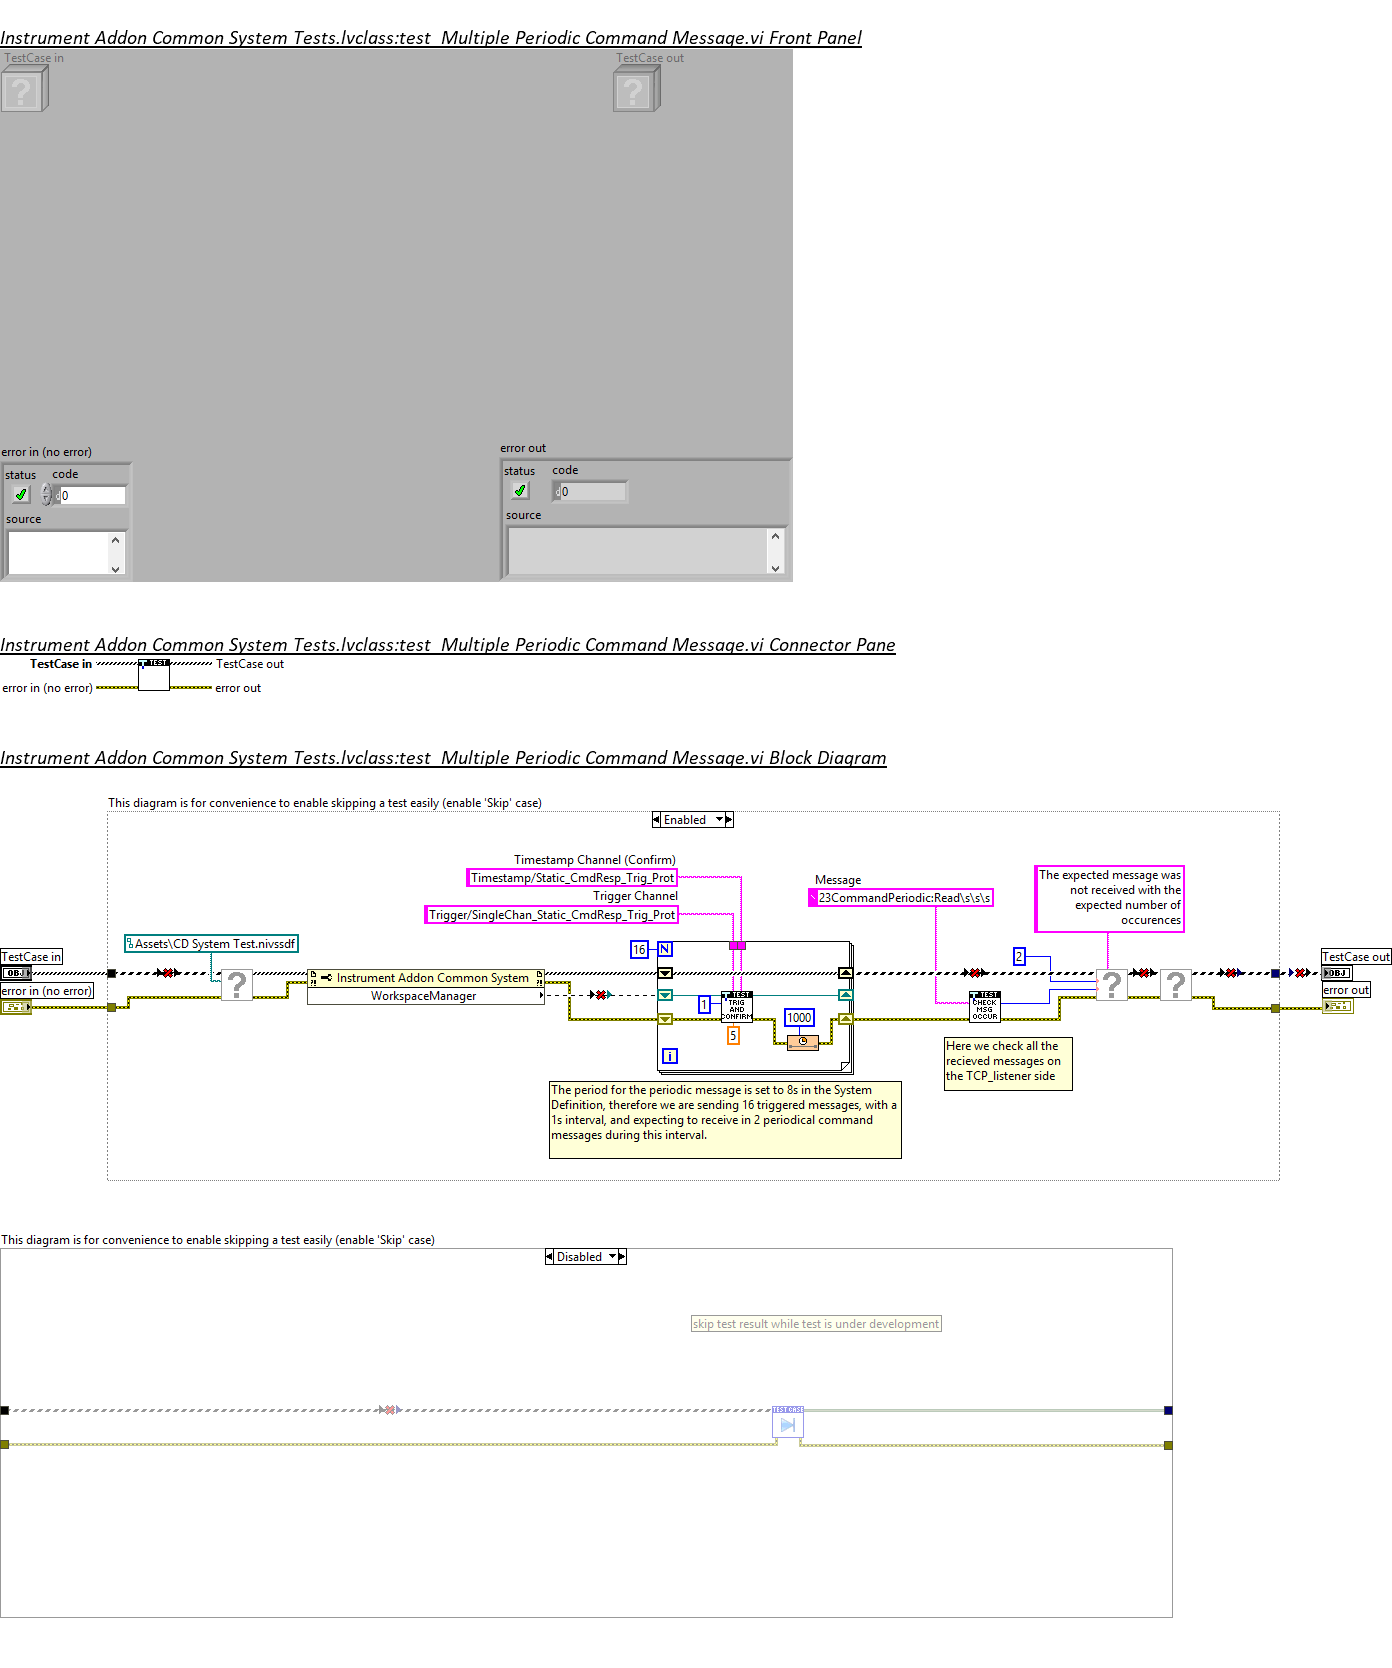 Instrument Addon Common System Tests.lvclass:test_Multiple Periodic Command Message.vi Front Panel
TestCase in
TestCase out
?
?
error in (no error)
status
code
d
0
source
error out
status
code
d
0
source
Instrument Addon Common System Tests.lvclass:test_Multiple Periodic Command Message.vi Connector Pane
TestCase in
TEST
TestCase out
error in (no error)
error out
Instrument Addon Common System Tests.lvclass:test_Multiple Periodic Command Message.vi Block Diagram
This diagram is for convenience to enable skipping a test easily (enable 'Skip' case)
Enabled
Timestamp Channel (Confirm)
Timestamp/Static_CmdResp_Trig_Prot
Trigger Channel
Trigger/SingleChan_Static_CmdResp_Trig_Prot
Message
23CommandPeriodic:Read\s\s\s
The expected message was
not received with the
expected number of
occurences
Assets\CD System Test.nivssdf
TestCase in
OBJ
error in (no error)
?
Instrument Addon Common System
WorkspaceManager
16
N
1
TEST
TRIG
AND
CONFIRM
5
1000
i
2
TEST
CHECK
MSG
OCCUR
?
?
TestCase out
OBJ
error out
Here we check all the
recieved messages on
the TCP_listener side
The period for the periodic message is set to 8s in the System
Definition, therefore we are sending 16 triggered messages, with a
1s interval, and expecting to receive in 2 periodical command
messages during this interval.
This diagram is for convenience to enable skipping a test easily (enable 'Skip' case)
Disabled
skip test result while test is under development
TEST CASE